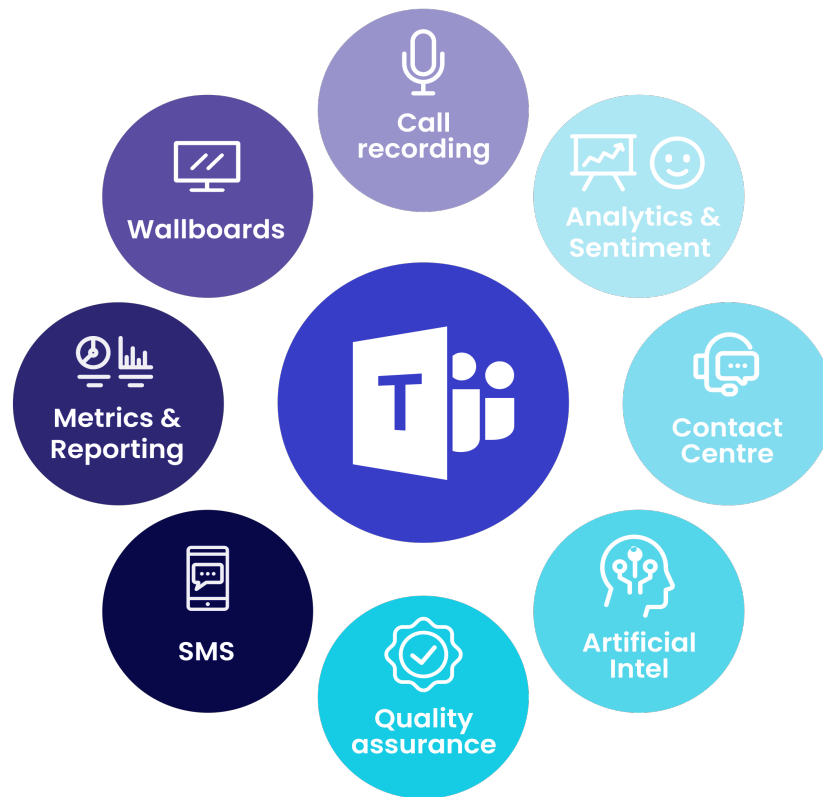 Call
recording
Analytics &
Sentiment
Contact
Centre
Artificial
Intel
Quality
assurance
SMS
Metrics &
Reporting
Wallboards
T